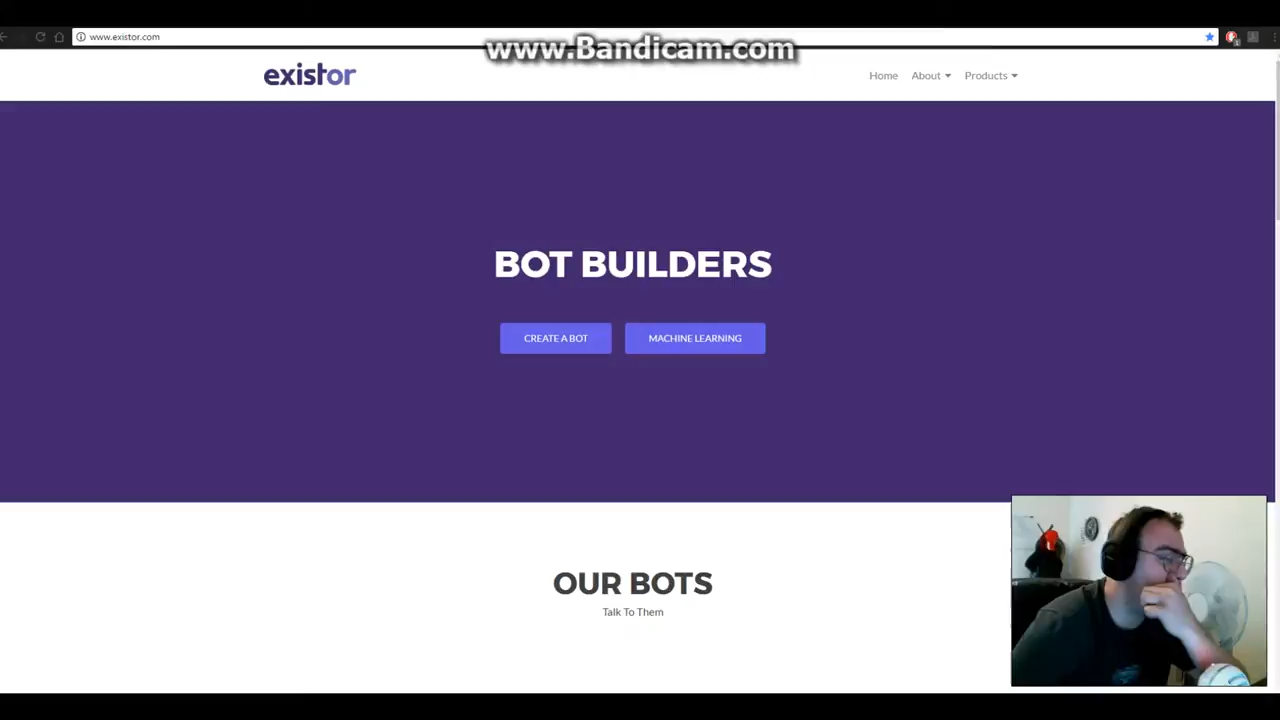 www.Bandicam.com
www.existor.com
existor
Home
About
Products
BOT BUILDERS
CREATE A BOT
MACHINE LEARNING
OUR BOTS
Talk To Them